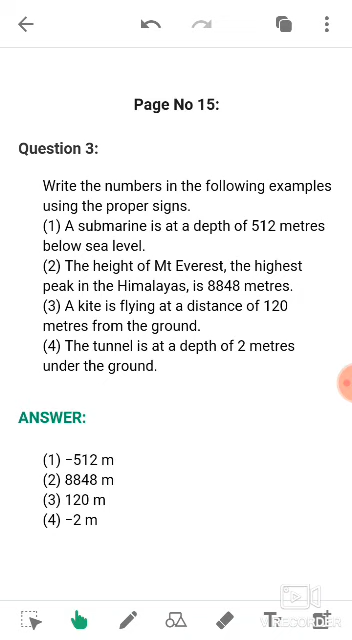 Page No 15:
Question 3:
Write the numbers in the following examples
using the proper signs.
(1) A submarine is at a depth of 512 metres
below sea level.
(2) The height of Mt Everest, the highest
peak in the Himalayas, is 8848 metres.
(3) A kite is flying at a distance of 120
metres from the ground.
(4) The tunnel is at a depth of 2 metres
under the ground.
ANSWER:
(1) −512 m
(2) 8848 m
(3) 120 m
(4) −2 m